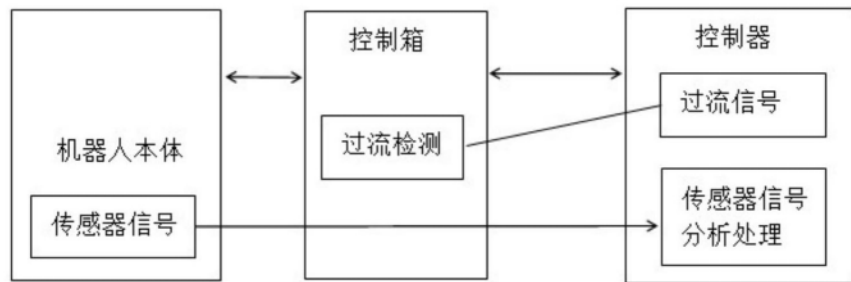 机器人本体
传感器信号
控制箱
过流检测
控制器
过流信号
传感器信号
分析处理